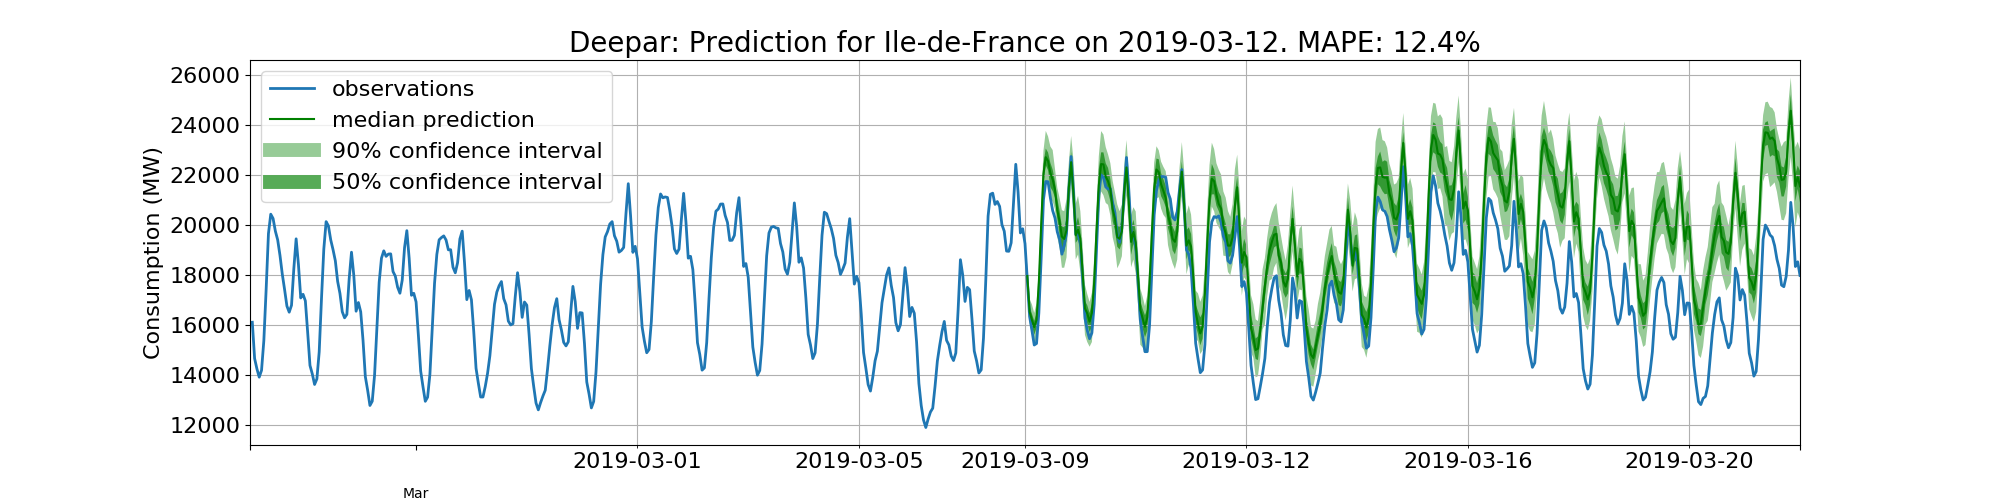 Deepar: Prediction for Ile-de-France on 2019-03-12. MAPE: 12.4%
observations
median prediction
90% confidence interval
50% confidence interval
Consumption (MW)
26000
24000
22000
20000
18000
16000
14000
12000
2019-03-01 2019-03-05 2019-03-09 2019-03-12 2019-03-16 2019-03-20
Mar